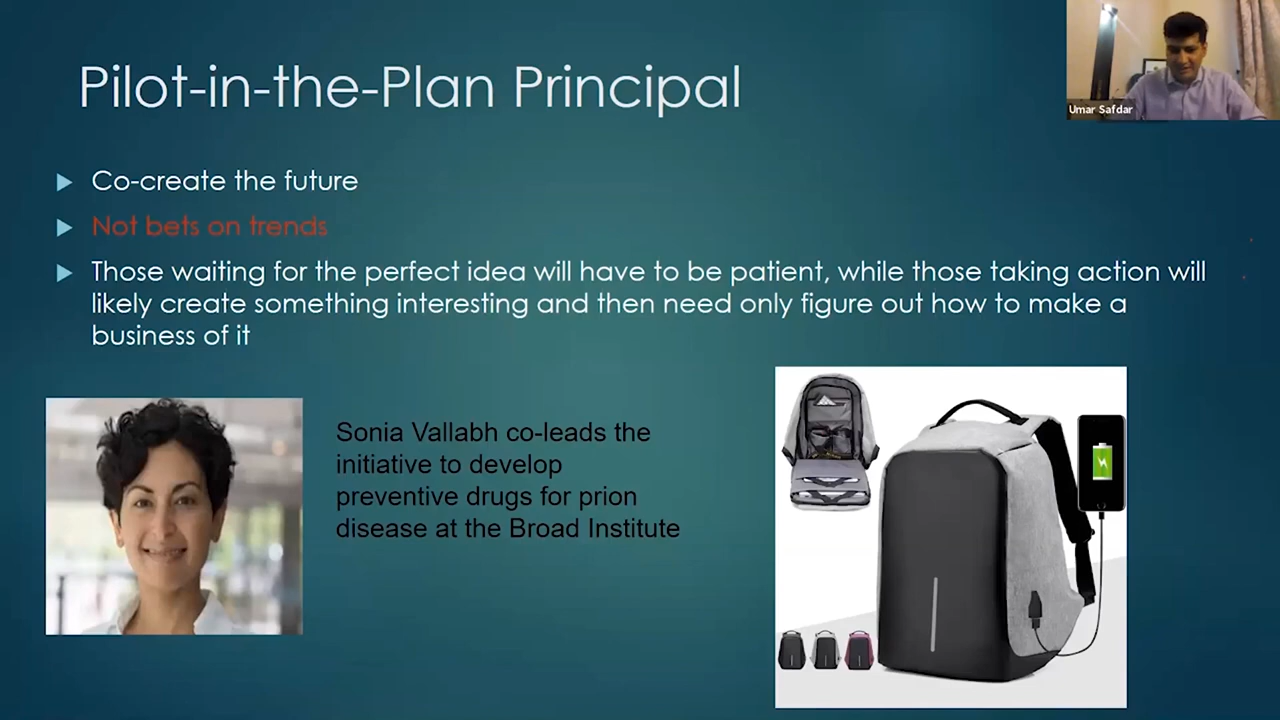 Pilot-in-the-Plan Principal
Umar Safdar
Co-create the future
Not bets on trends
Those waiting for the perfect idea will have to be patient, while those taking action will
likely create something interesting and then need only figure out how to make a
business of it
Sonia Vallabh co-leads the
initiative to develop
preventive drugs for prion
disease at the Broad Institute